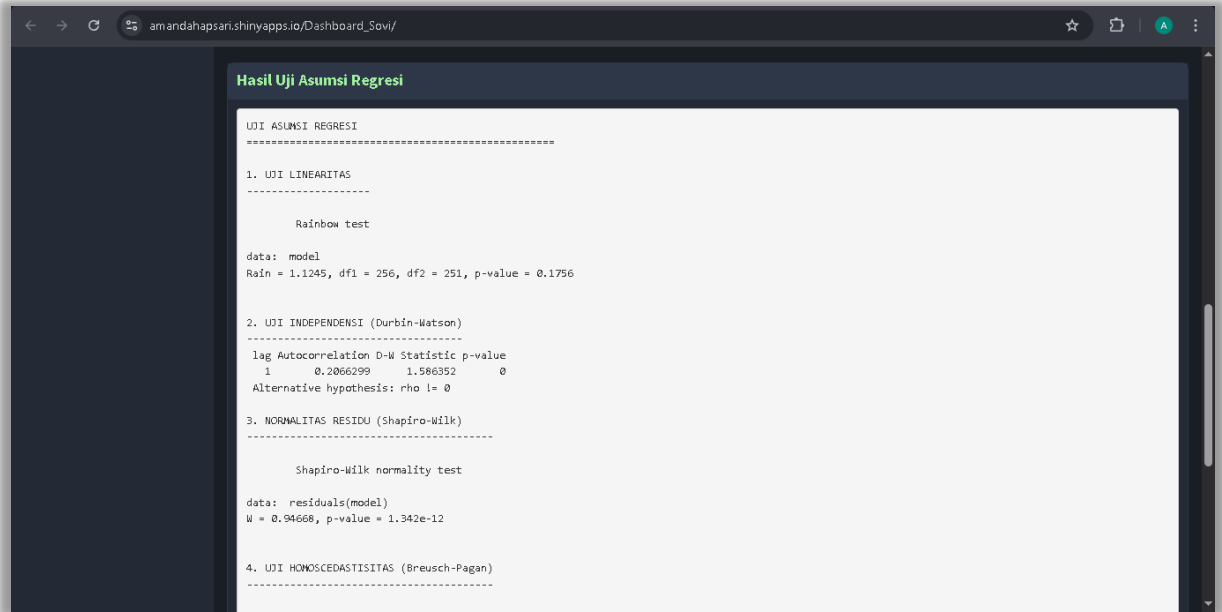 amandahapsari.shinyapps.io/Dashboard_Sovi/
A
Hasil Uji Asumsi Regresi
UJI ASUMSI REGRESI
==================================================
1. UJI LINEARITAS
--------------------
Rainbow test
data:  model
Rain = 1.1245, df1 = 256, df2 = 251, p-value = 0.1756
2. UJI INDEPENDENSI (Durbin-Watson)
-----------------------------------
lag Autocorrelation D-W Statistic p-value
1       0.2066299      1.586352       0
Alternative hypothesis: rho != 0
3. NORMALITAS RESIDU (Shapiro-Wilk)
----------------------------------------
Shapiro-Wilk normality test
data:  residuals(model)
W = 0.94668, p-value = 1.342e-12
4. UJI HOMOSCEDASTISITAS (Breusch-Pagan)
----------------------------------------